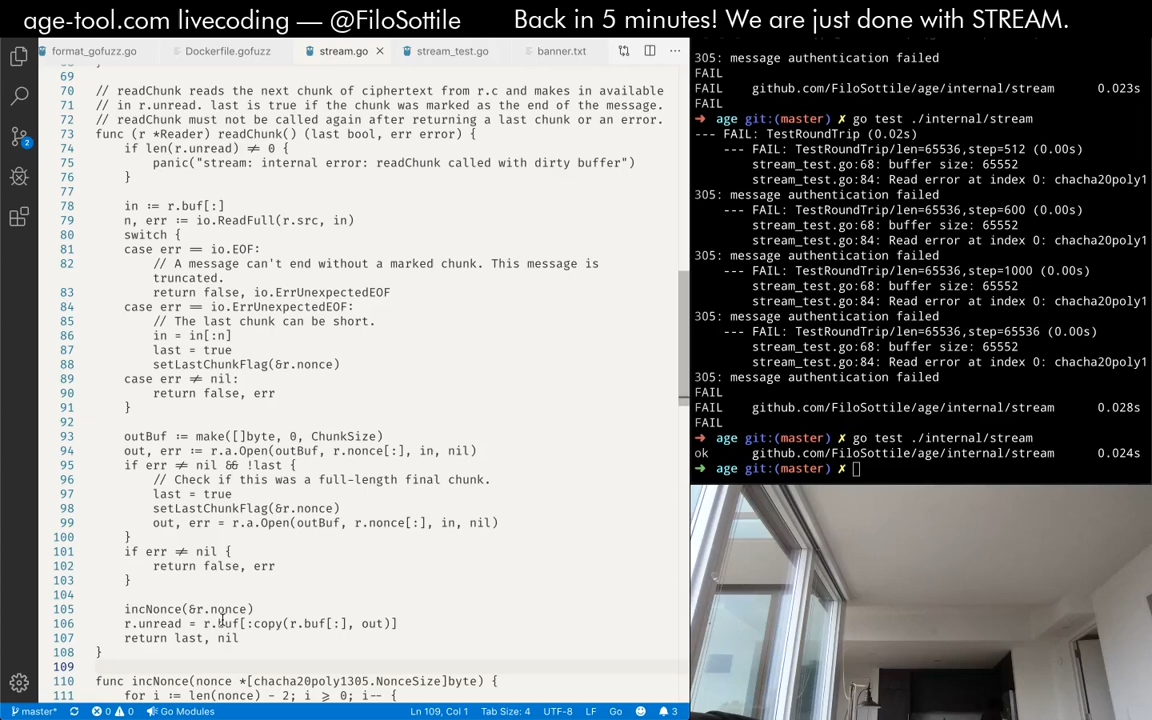 age-tool.com livecoding — @FiloSottile
Back in 5 minutes! We are just done with STREAM.
format_gofuzz.go
Dockerfile.gofuzz
stream.go
stream_test.go
banner.txt
69
70 // readChunk reads the next chunk of ciphertext from r.c and makes in available
71 // in r.unread. last is true if the chunk was marked as the end of the message.
72 // readChunk must not be called again after returning a last chunk or an error.
73 func (r *Reader) readChunk() (last bool, err error) {
74 if len(r.unread) ≠ 0 {
75 panic("stream: internal error: readChunk called with dirty buffer")
76 }
77
78 in := r.buf[:]
79 n, err := io.ReadFull(r.src, in)
80 switch {
81 case err == io.EOF:
82 // A message can't end without a marked chunk. This message is
truncated.
83 return false, io.ErrUnexpectedEOF
84 case err == io.ErrUnexpectedEOF:
85 // The last chunk can be short.
86 in = in[:n]
87 last = true
88 setLastChunkFlag(&r.nonce)
89 case err ≠ nil:
90 return false, err
91 }
92
93 outBuf := make([]byte, 0, ChunkSize)
94 out, err := r.a.Open(outBuf, r.nonce[:], in, nil)
95 if err ≠ nil && !last {
96 // Check if this was a full-length final chunk.
97 last = true
98 setLastChunkFlag(&r.nonce)
99 out, err = r.a.Open(outBuf, r.nonce[:], in, nil)
100 }
101 if err ≠ nil {
102 return false, err
103 }
104
105 incNonce(&r.nonce)
106 r.unread = r.buf[:copy(r.buf[:], out)]
107 return last, nil
108 }
109
110 func incNonce(nonce *[chacha20poly1305.NonceSize]byte) {
111 for i := len(nonce) - 2; i ⩾ 0; i-- {
305: message authentication failed
FAIL
FAIL github.com/FiloSottile/age/internal/stream 0.023s
FAIL
➜ age git:(master) ✗ go test ./internal/stream
--- FAIL: TestRoundTrip (0.02s)
--- FAIL: TestRoundTrip/len=65536,step=512 (0.00s)
stream_test.go:68: buffer size: 65552
stream_test.go:84: Read error at index 0: chacha20poly1
305: message authentication failed
--- FAIL: TestRoundTrip/len=65536,step=600 (0.00s)
stream_test.go:68: buffer size: 65552
stream_test.go:84: Read error at index 0: chacha20poly1
305: message authentication failed
--- FAIL: TestRoundTrip/len=65536,step=1000 (0.00s)
stream_test.go:68: buffer size: 65552
stream_test.go:84: Read error at index 0: chacha20poly1
305: message authentication failed
--- FAIL: TestRoundTrip/len=65536,step=65536 (0.00s)
stream_test.go:68: buffer size: 65552
stream_test.go:84: Read error at index 0: chacha20poly1
305: message authentication failed
FAIL
FAIL github.com/FiloSottile/age/internal/stream 0.028s
FAIL
➜ age git:(master) ✗ go test ./internal/stream
ok github.com/FiloSottile/age/internal/stream 0.024s
➜ age git:(master) ✗
2
master* 0 0 Go Modules Ln 109, Col 1 Tab Size: 4 UTF-8 LF Go 3